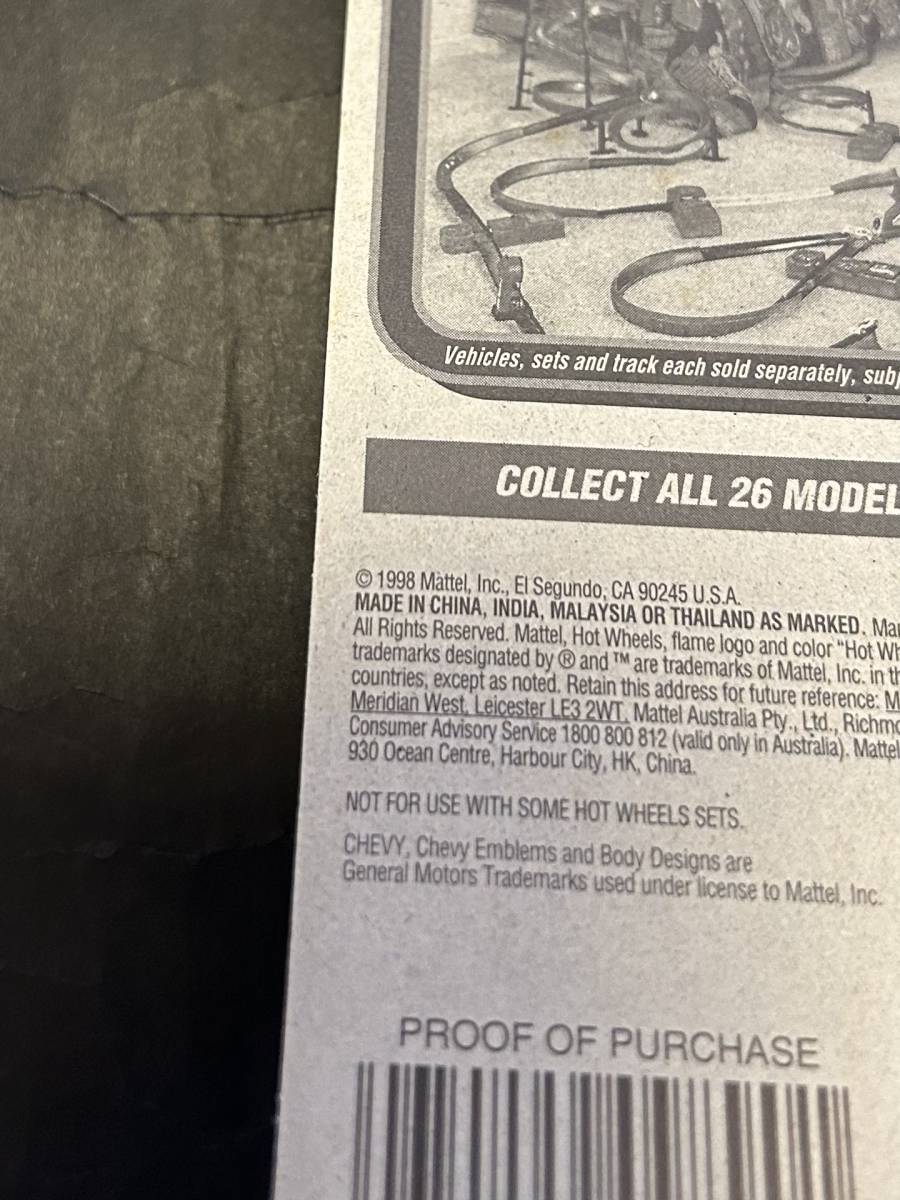 Vehicles, sets and track each sold separately, subj
COLLECT ALL 26 MODEL
© 1998 Mattel, Inc., El Segundo, CA 90245 U.S.A.
MADE IN CHINA, INDIA, MALAYSIA OR THAILAND AS MARKED. Mar
All Rights Reserved. Mattel, Hot Wheels, flame logo and color "Hot Wh
trademarks designated by ® and ™ are trademarks of Mattel, Inc. in th
countries, except as noted. Retain this address for future reference: M
Meridian West, Leicester LE3 2WT. Mattel Australia Pty., Ltd., Richmo
Consumer Advisory Service 1800 800 812 (valid only in Australia). Mattel
930 Ocean Centre, Harbour City, HK, China.
NOT FOR USE WITH SOME HOT WHEELS SETS.
CHEVY, Chevy Emblems and Body Designs are
General Motors Trademarks used under license to Mattel, Inc.
PROOF OF PURCHASE